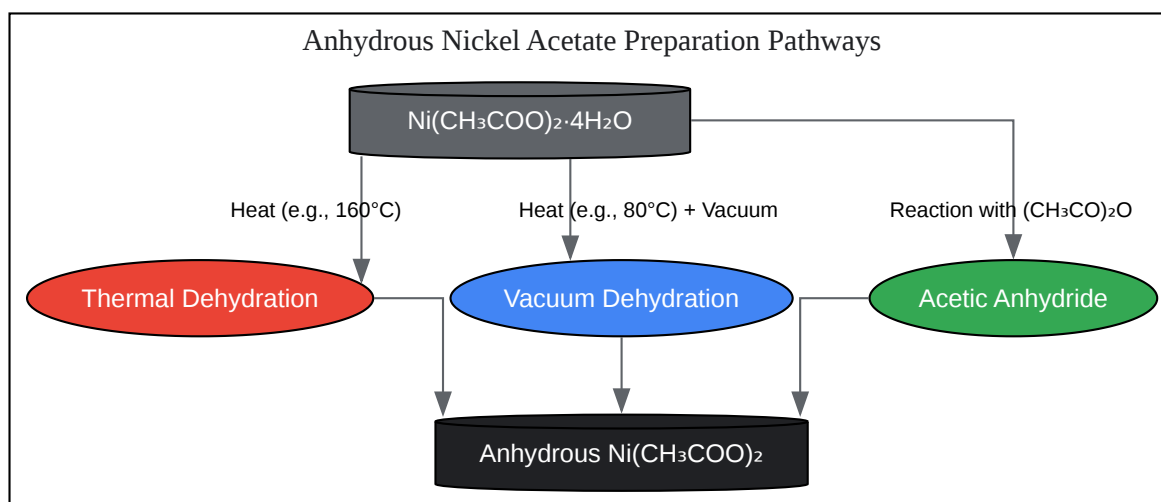 Anhydrous Nickel Acetate Preparation Pathways
Ni(CH₃COO)₂·4H₂O
Heat (e.g., 160°C)
Heat (e.g., 80°C) + Vacuum
Reaction with (CH₃CO)₂O
Thermal Dehydration
Vacuum Dehydration
Acetic Anhydride
Anhydrous Ni(CH₃COO)₂